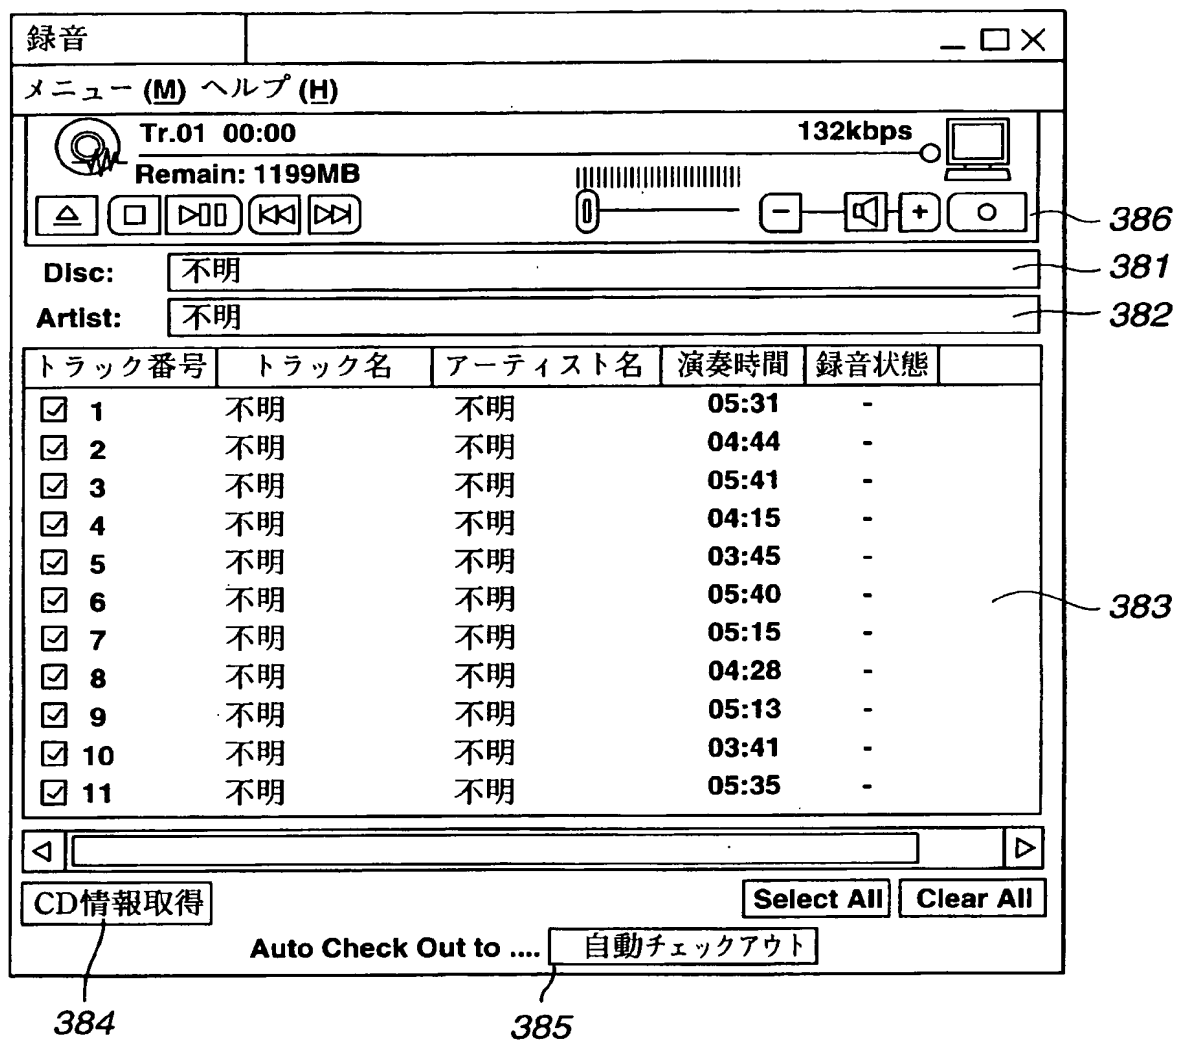 録音
メニュー (M) ヘルプ (H)
Tr.01 00:00 132kbps
Remain: 1199MB
- + 386
Disc: 不明 381
Artist: 不明 382
トラック番号 トラック名 アーティスト名 演奏時間 録音状態
1 不明 不明 05:31 -
2 不明 不明 04:44 -
3 不明 不明 05:41 -
4 不明 不明 04:15 -
5 不明 不明 03:45 -
6 不明 不明 05:40 - 383
7 不明 不明 05:15 -
8 不明 不明 04:28 -
9 不明 不明 05:13 -
10 不明 不明 03:41 -
11 不明 不明 05:35 -
CD情報取得 Select All Clear All
Auto Check Out to .... 自動チェックアウト
384 385